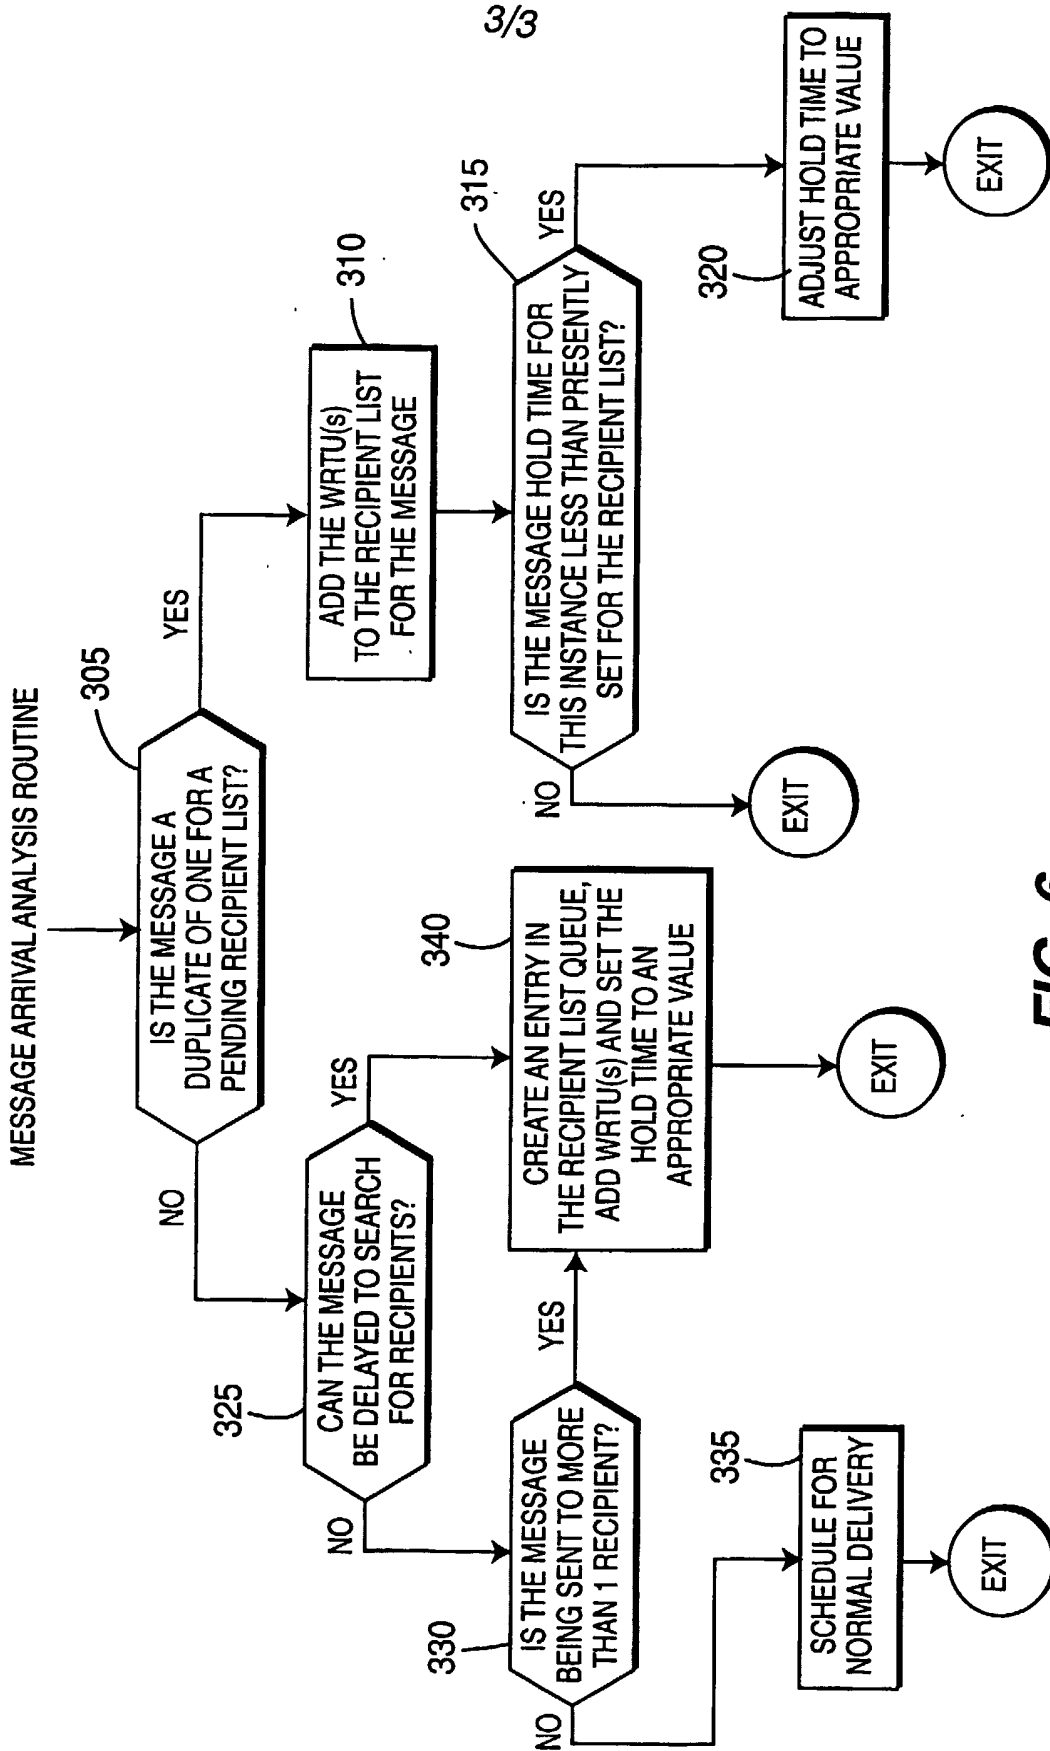 3/3
MESSAGE ARRIVAL ANALYSIS ROUTINE
305
IS THE MESSAGE A
DUPLICATE OF ONE FOR A
PENDING RECIPIENT LIST?
NO
YES
325
CAN THE MESSAGE
BE DELAYED TO SEARCH
FOR RECIPIENTS?
NO
YES
310
ADD THE WRTU(s)
TO THE RECIPIENT LIST
FOR THE MESSAGE
330
IS THE MESSAGE
BEING SENT TO MORE
THAN 1 RECIPIENT?
NO
YES
340
CREATE AN ENTRY IN
THE RECIPIENT LIST QUEUE,
ADD WRTU(s) AND SET THE
HOLD TIME TO AN
APPROPRIATE VALUE
315
IS THE MESSAGE HOLD TIME FOR
THIS INSTANCE LESS THAN PRESENTLY
SET FOR THE RECIPIENT LIST?
NO
YES
335
SCHEDULE FOR
NORMAL DELIVERY
320
ADJUST HOLD TIME TO
APPROPRIATE VALUE
EXIT
EXIT
EXIT
EXIT
FIG. 6